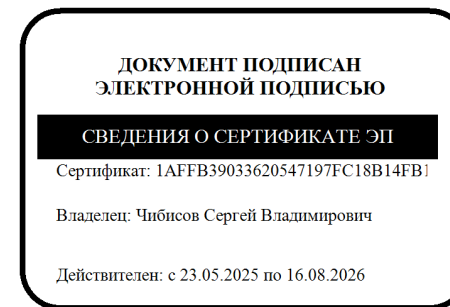 ДОКУМЕНТ ПОДПИСАН
ЭЛЕКТРОННОЙ ПОДПИСЬЮ
СВЕДЕНИЯ О СЕРТИФИКАТЕ ЭП
Сертификат: 1AFFB39033620547197FC18B14FB1
Владелец: Чибисов Сергей Владимирович
Действителен: с 23.05.2025 по 16.08.2026